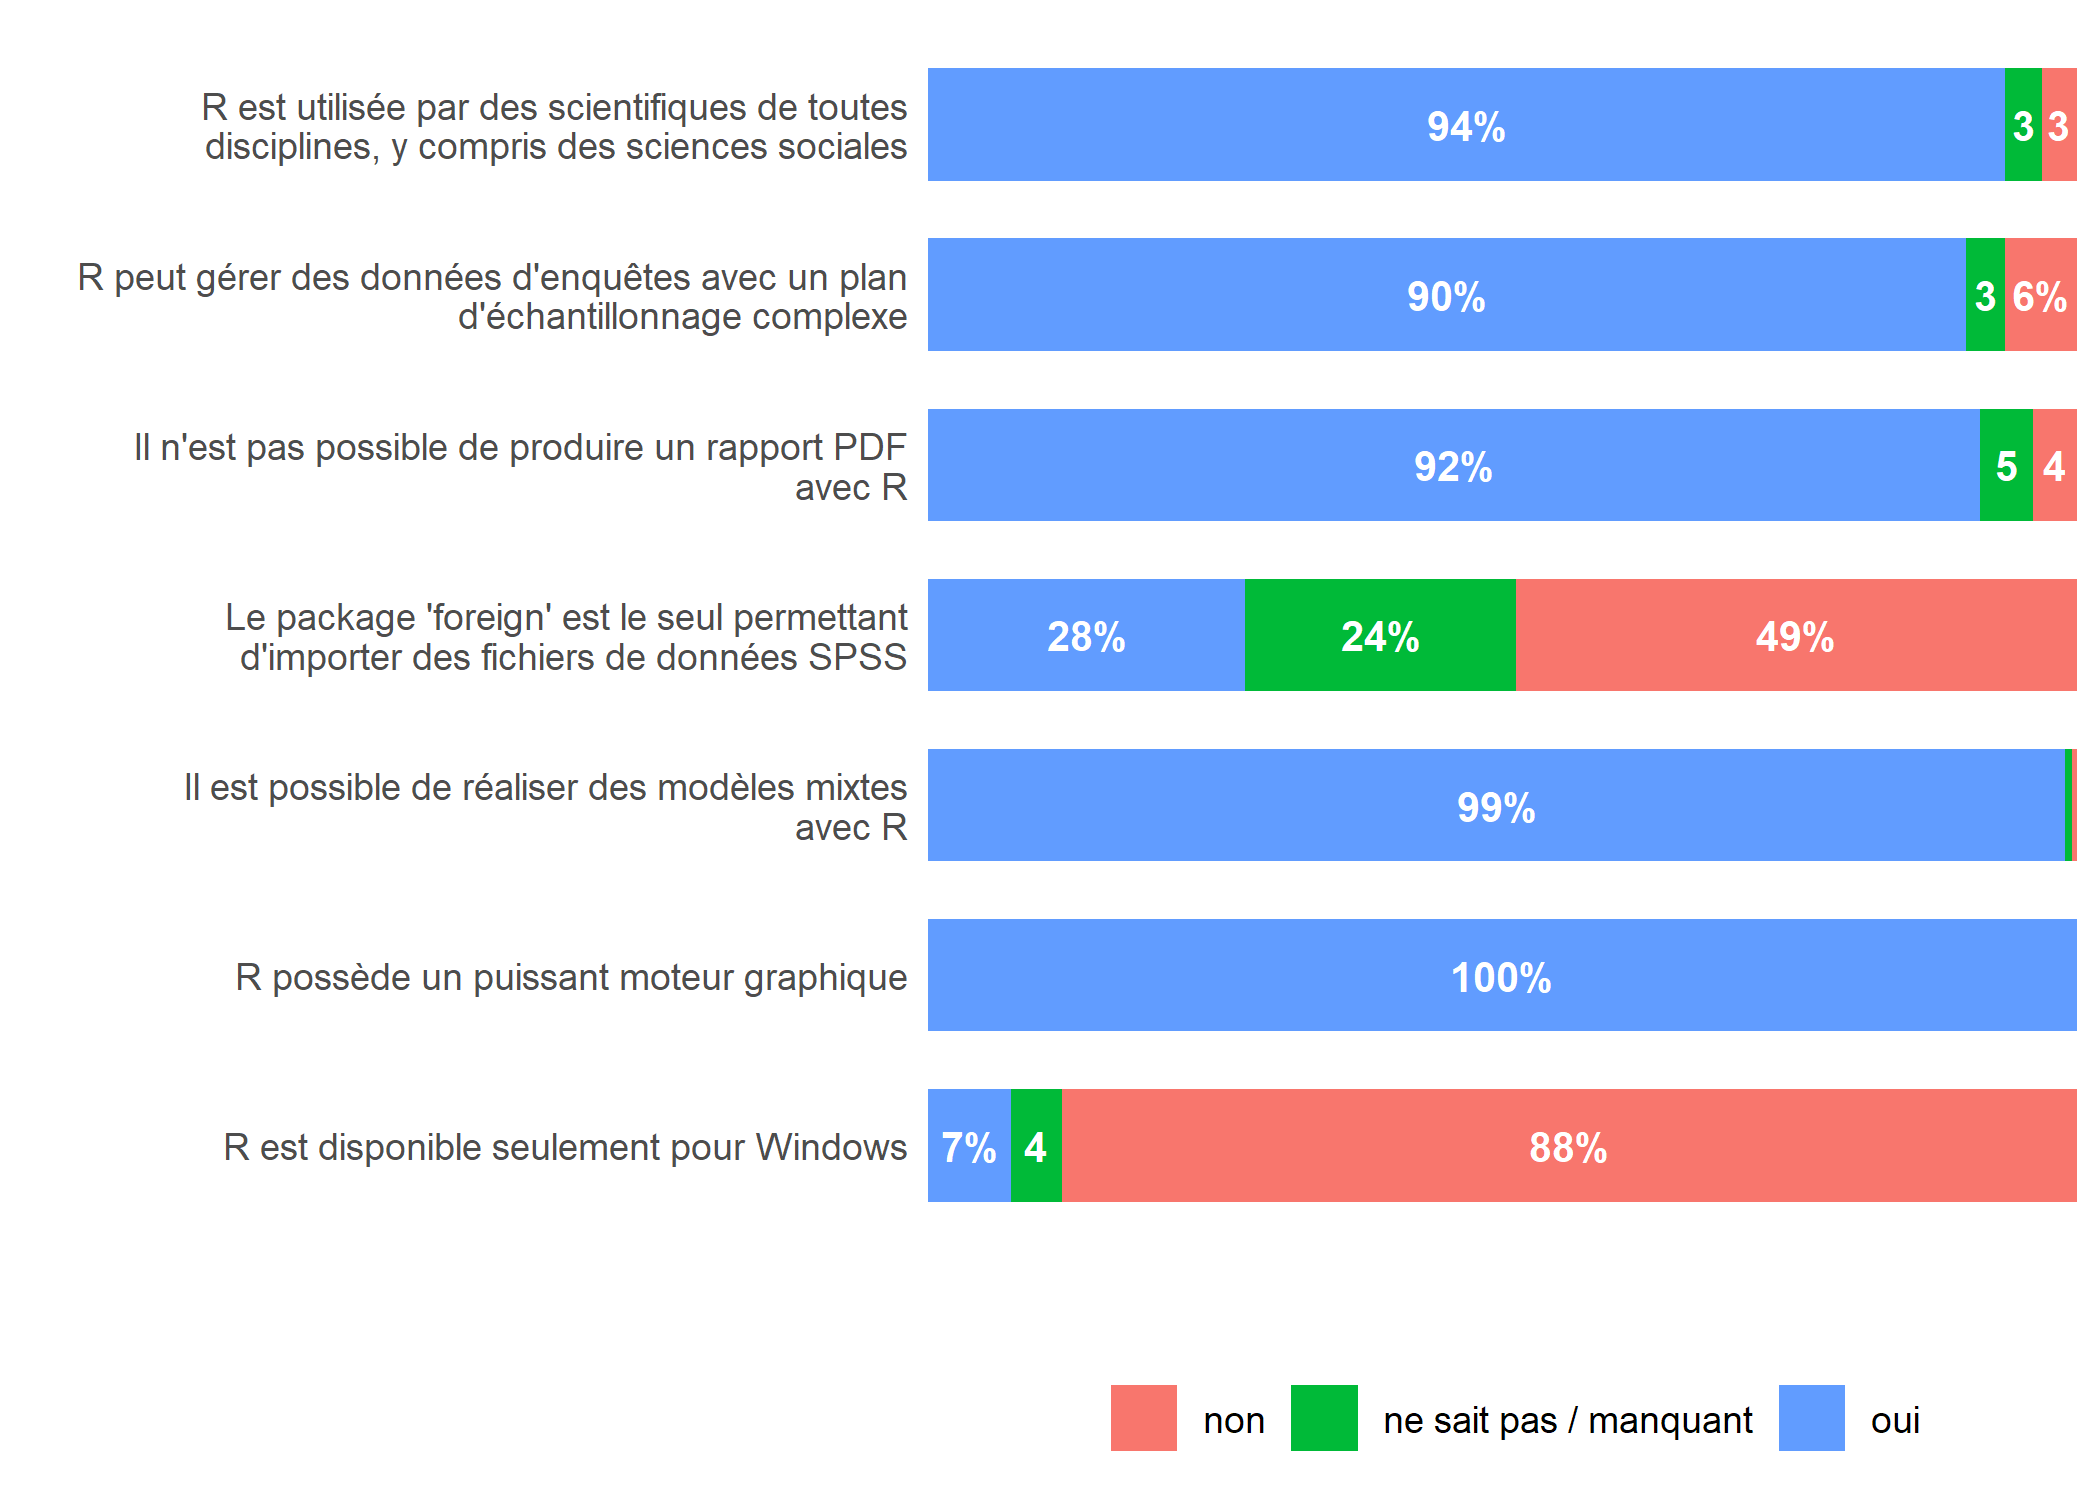 R est utilisée par des scientifiques de toutes
disciplines, y compris des sciences sociales
94% 3 3
R peut gérer des données d'enquêtes avec un plan
d'échantillonnage complexe
90% 3 6%
Il n'est pas possible de produire un rapport PDF
avec R
92% 5 4
Le package 'foreign' est le seul permettant
d'importer des fichiers de données SPSS
28% 24% 49%
Il est possible de réaliser des modèles mixtes
avec R
99%
R possède un puissant moteur graphique
100%
R est disponible seulement pour Windows
7% 4 88%
non ne sait pas / manquant oui